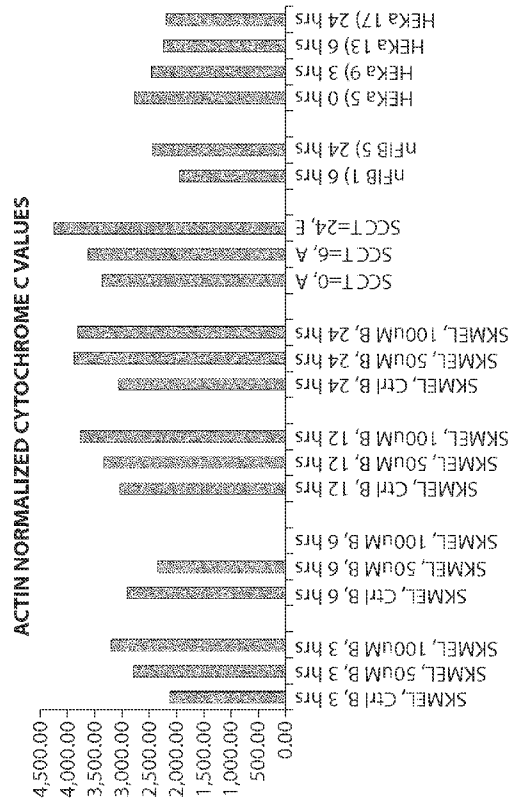 ACTIN NORMALIZED CYTOCHROME C VALUES
4,500.00
4,000.00
3,500.00
3,000.00
2,500.00
2,000.00
1,500.00
1,000.00
500.00
0.00
SKMEL, Ctrl B, 3 hrs
SKMEL, 50uM B, 3 hrs
SKMEL, 100uM B, 3 hrs
SKMEL, Ctrl B, 6 hrs
SKMEL, 50uM B, 6 hrs
SKMEL, 100uM B, 6 hrs
SKMEL, Ctrl B, 12 hrs
SKMEL, 50uM B, 12 hrs
SKMEL, 100uM B, 12 hrs
SKMEL, Ctrl B, 24 hrs
SKMEL, 50uM B, 24 hrs
SKMEL, 100uM B, 24 hrs
SCCT=0, A
SCCT=6, A
SCCT=24, E
nFIB 1) 6 hrs
nFIB 5) 24 hrs
HEKa 5) 0 hrs
HEKa 9) 3 hrs
HEKa 13) 6 hrs
HEKa 17) 24 hrs